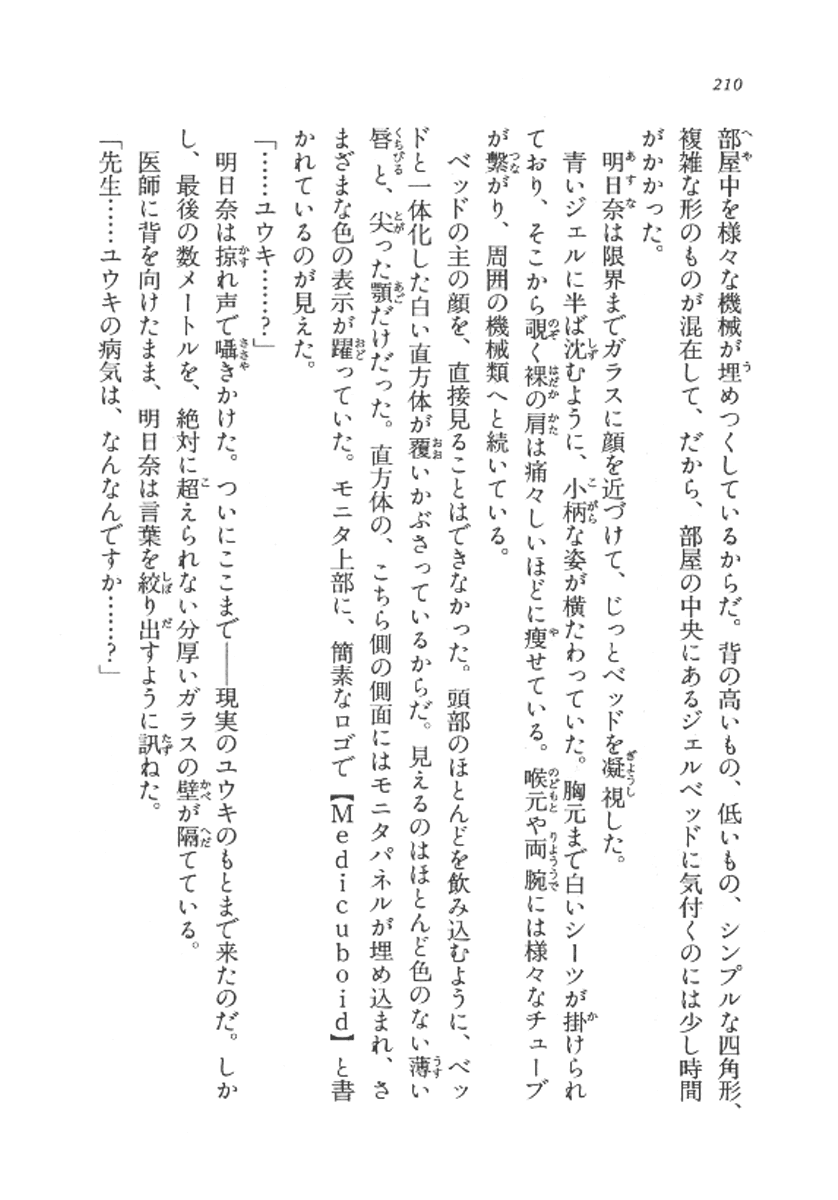 210
部屋中を様々な機械が埋めつくしているからだ。背の高いもの、低いもの、シンプルな四角形、
複雑な形のものが混在して、だから、部屋の中央にあるジェルベッドに気付くのには少し時間
がかかった。
明日奈は限界までガラスに顔を近づけて、じっとベッドを凝視した。
青いジェルに半ば沈むように、小柄な姿が横たわっていた。胸元まで白いシーツが掛けられ
ており、そこから覗く裸の肩は痛々しいほどに痩せている。喉元や両腕には様々なチューブ
が繋がり、周囲の機械類へと続いている。
ベッドの主の顔を、直接見ることはできなかった。頭部のほとんどを飲み込むように、ベッ
ドと一体化した白い直方体が覆いかぶさっているからだ。見えるのはほとんど色のない薄い
唇と、尖った顎だけだった。直方体の、こちら側の側面にはモニタパネルが埋め込まれ、さ
まざまな色の表示が躍っていた。モニタ上部に、簡素なロゴで【Medicuboid】と書
かれているのが見えた。
「……ユウキ……?」
明日奈は掠れ声で囁きかけた。ついにここまで――現実のユウキのもとまで来たのだ。しか
し、最後の数メートルを、絶対に超えられない分厚いガラスの壁が隔てている。
医師に背を向けたまま、明日奈は言葉を絞り出すように訊ねた。
「先生……ユウキの病気は、なんなんですか……?」